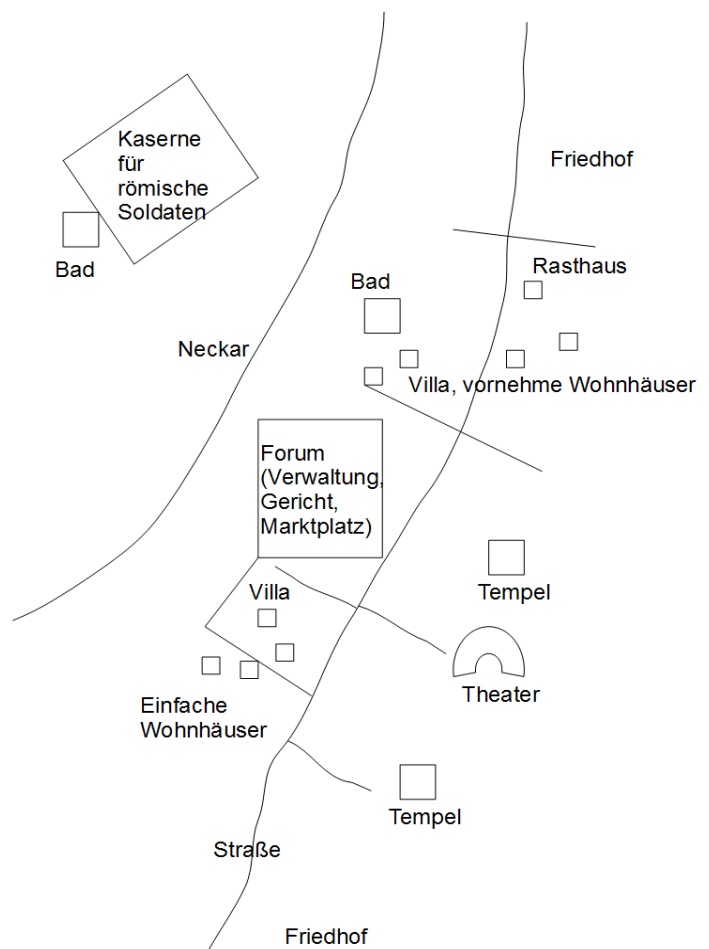 Kaserne
für
römische
Soldaten
Bad
Friedhof
Rasthaus
Bad
Neckar
Villa, vornehme Wohnhäuser
Forum
(Verwaltung,
Gericht,
Marktplatz)
Villa
Tempel
Theater
Einfache
Wohnhäuser
Tempel
Straße
Friedhof